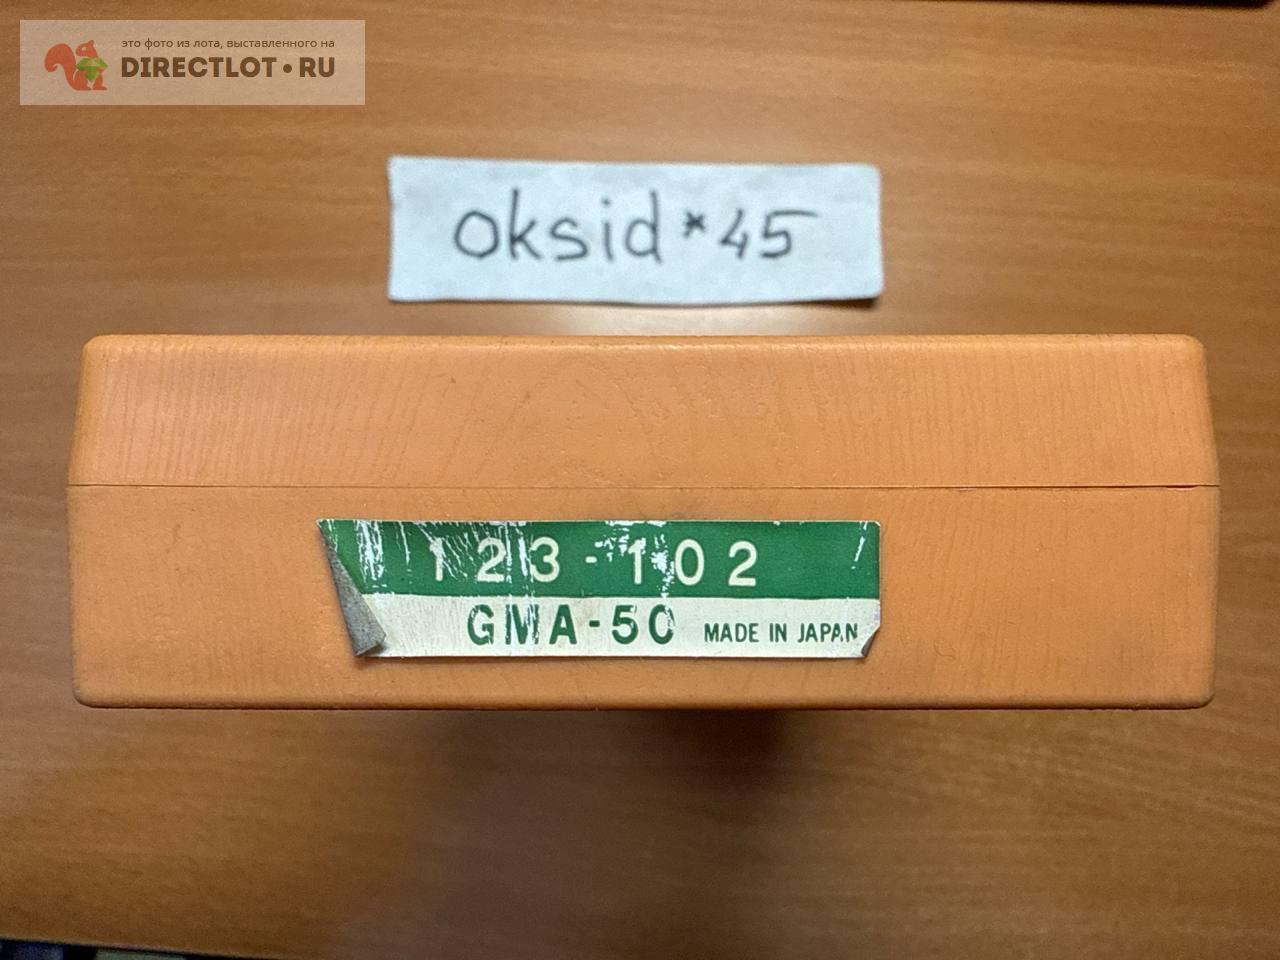 это фото из лота, выставленного на
DIRECTLOT•RU
oksid*45
123-102
GMA-50 MADE IN JAPAN